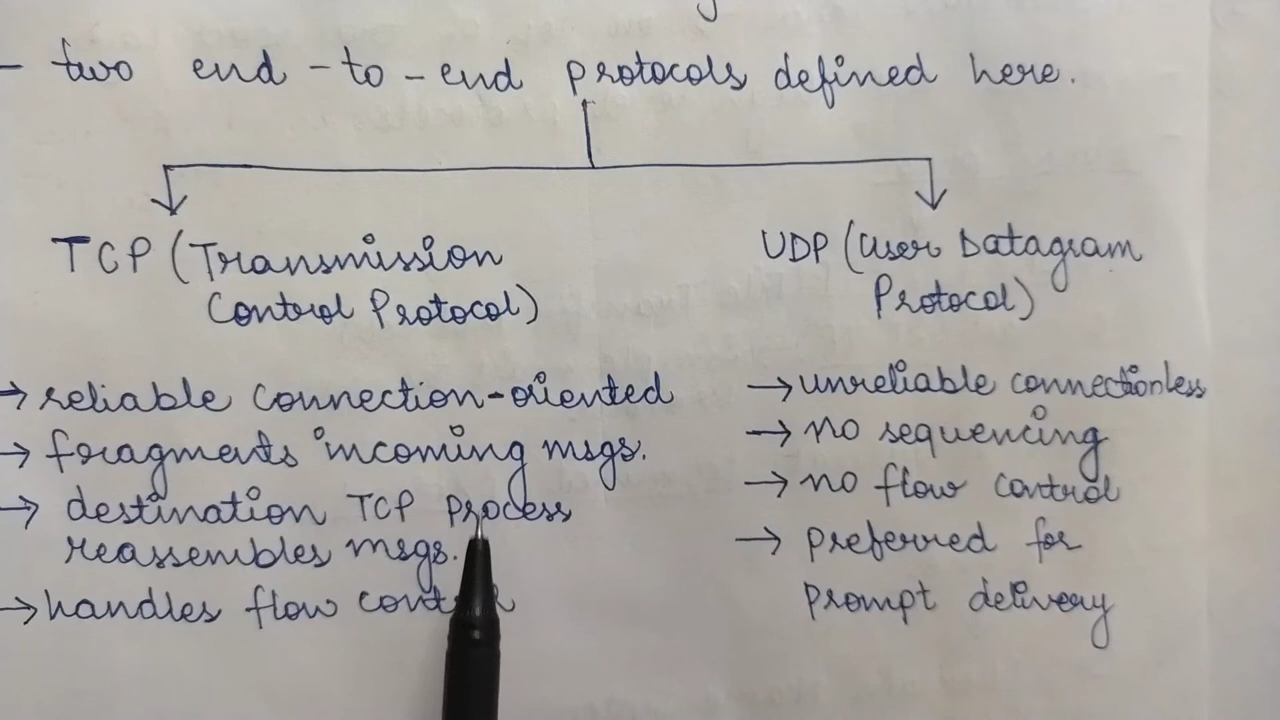 - two end-to-end protocols defined here.
TCP (Transmission
Control Protocol)
→ reliable connection-oriented
→ fragments incoming msgs.
→ destination TCP process
reassembles msgs.
→ handles flow control
UDP (User Datagram
Protocol)
→ unreliable connectionless
→ no sequencing
→ no flow control
→ preferred for
prompt delivery